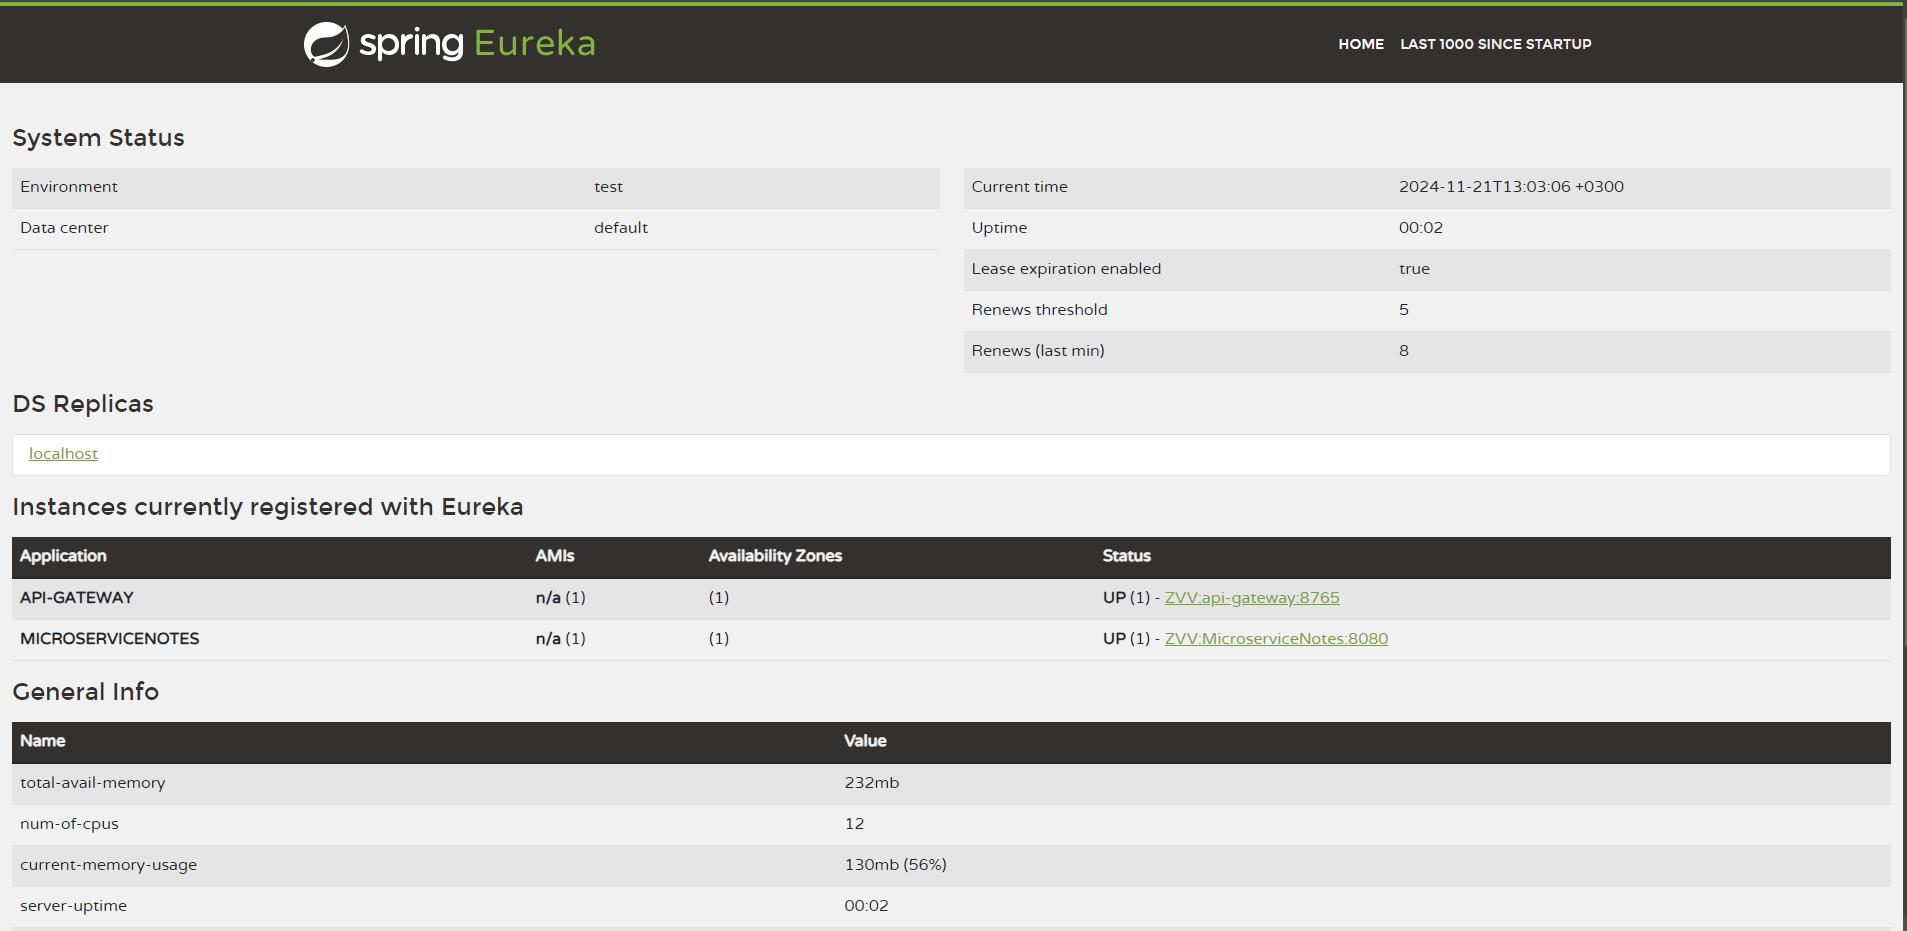 spring Eureka
HOME LAST 1000 SINCE STARTUP
System Status
Environment test
Data center default
Current time 2024-11-21T13:03:06 +0300
Uptime 00:02
Lease expiration enabled true
Renews threshold 5
Renews (last min) 8
DS Replicas
localhost
Instances currently registered with Eureka
Application AMIs Availability Zones Status
API-GATEWAY n/a (1) (1) UP (1) - ZVV:api-gateway:8765
MICROSERVICENOTES n/a (1) (1) UP (1) - ZVV:MicroserviceNotes:8080
General Info
Name Value
total-avail-memory 232mb
num-of-cpus 12
current-memory-usage 130mb (56%)
server-uptime 00:02